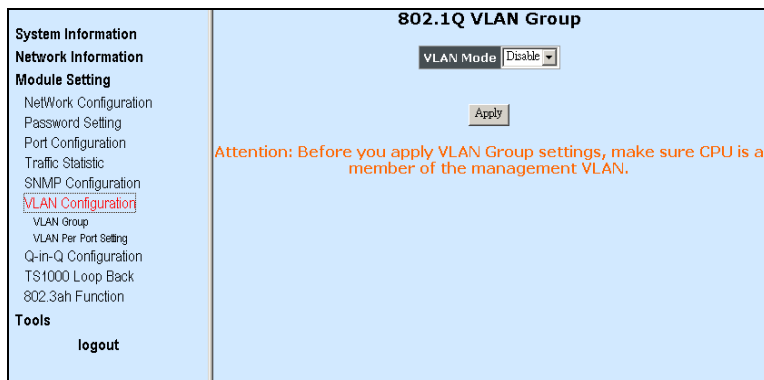 System Information
Network Information
Module Setting
NetWork Configuration
Password Setting
Port Configuration
Traffic Statistic
SNMP Configuration
VLAN Configuration
VLAN Group
VLAN Per Port Setting
Q-in-Q Configuration
TS1000 Loop Back
802.3ah Function
Tools
logout
802.1Q VLAN Group
VLAN Mode Disable
Apply
Attention: Before you apply VLAN Group settings, make sure CPU is a
member of the management VLAN.